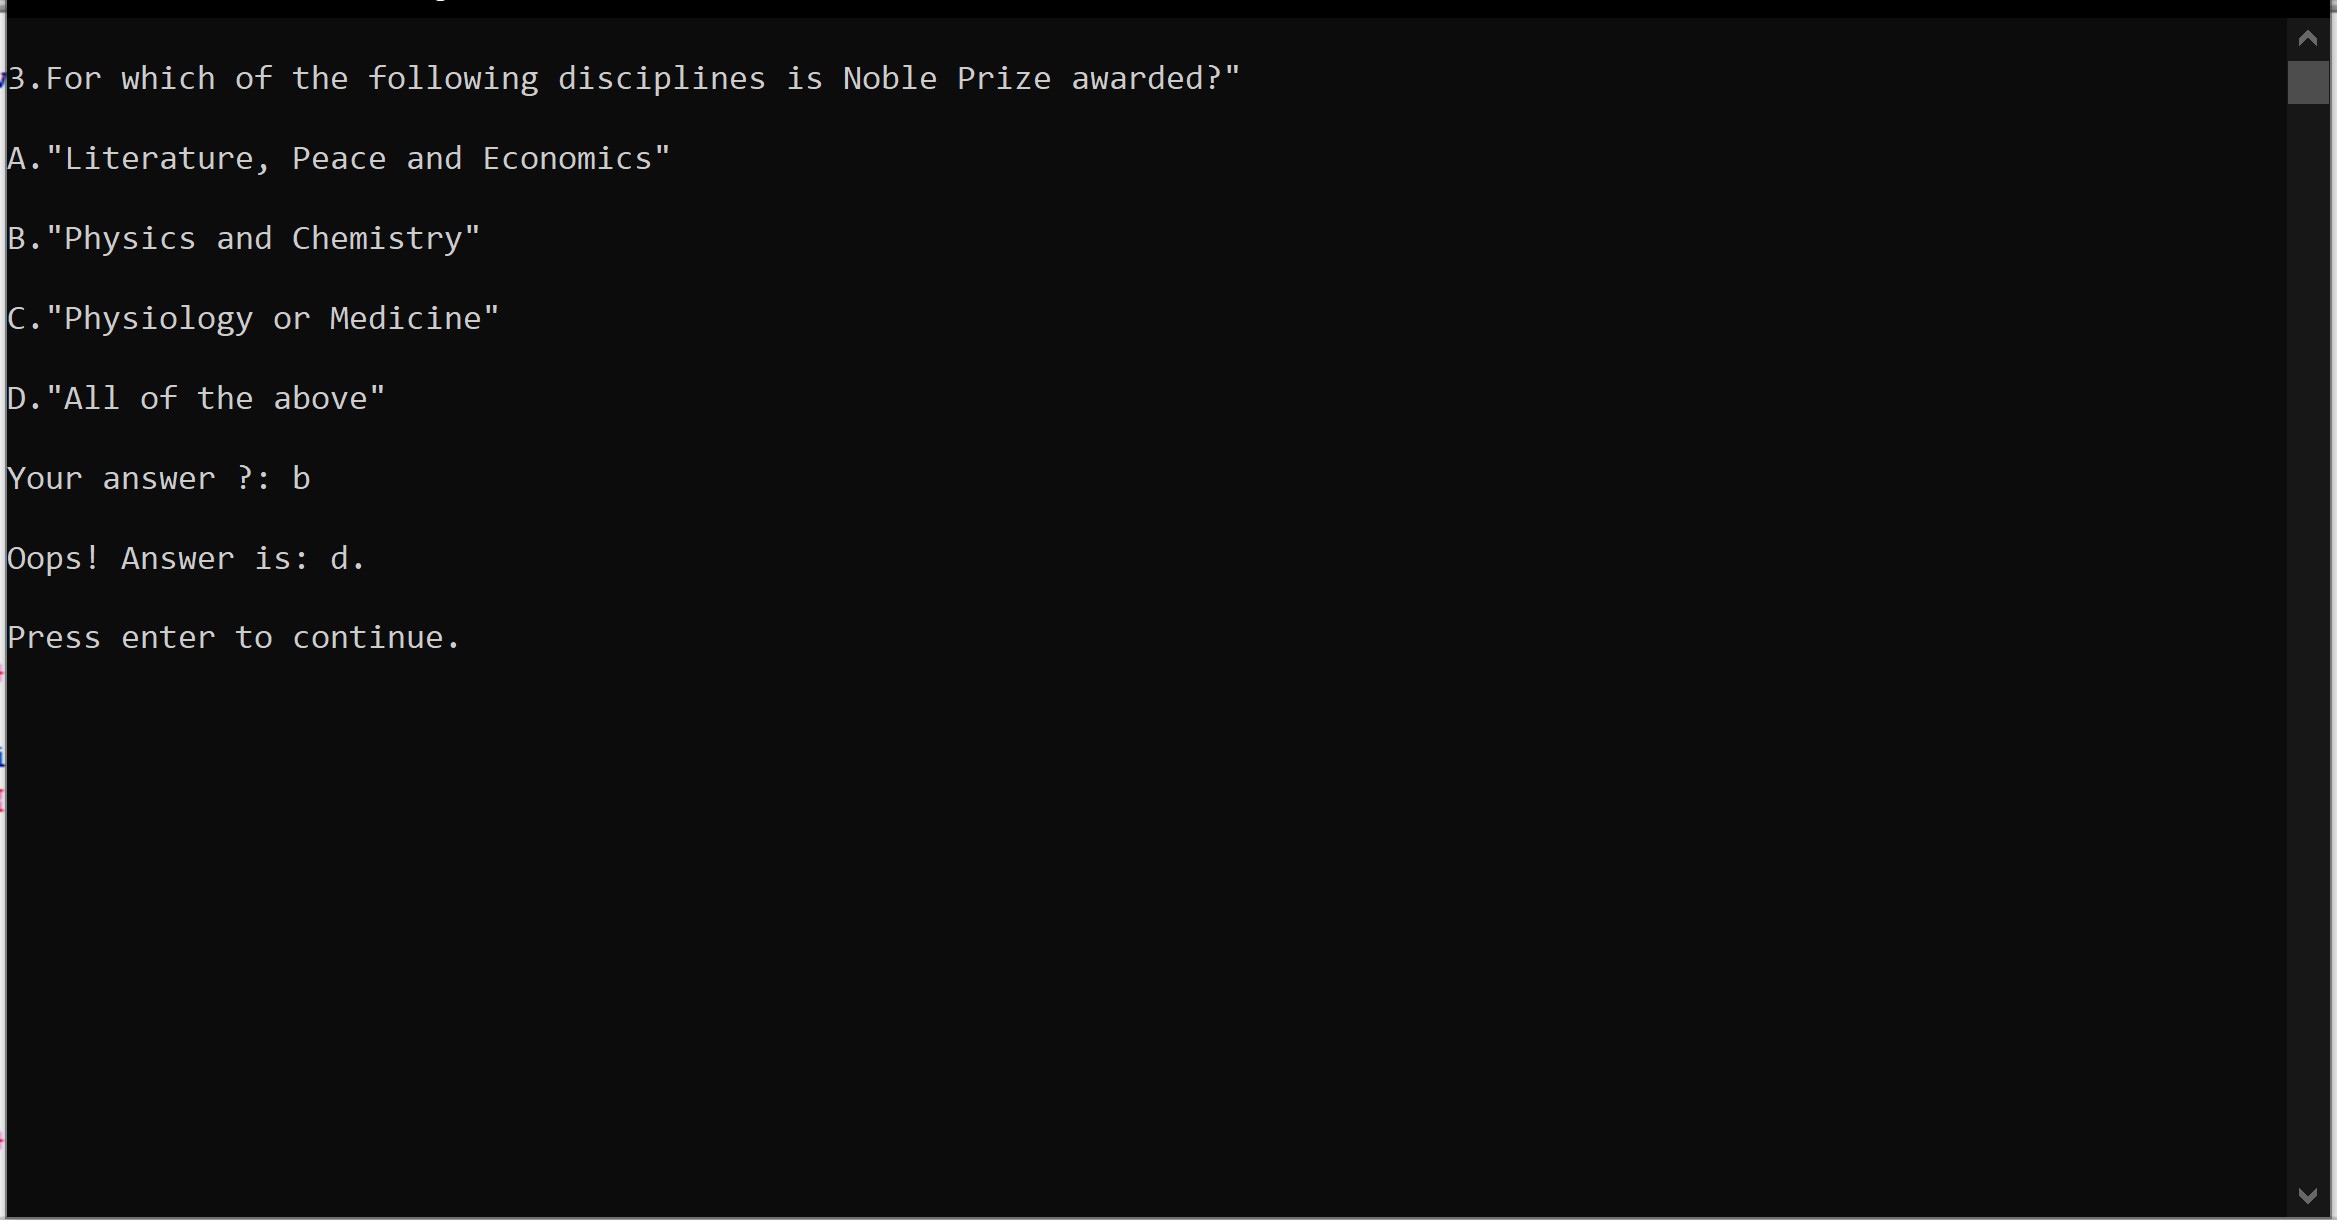 3.For which of the following disciplines is Noble Prize awarded?"
A."Literature, Peace and Economics"
B."Physics and Chemistry"
C."Physiology or Medicine"
D."All of the above"
Your answer ?: b
Oops! Answer is: d.
Press enter to continue.